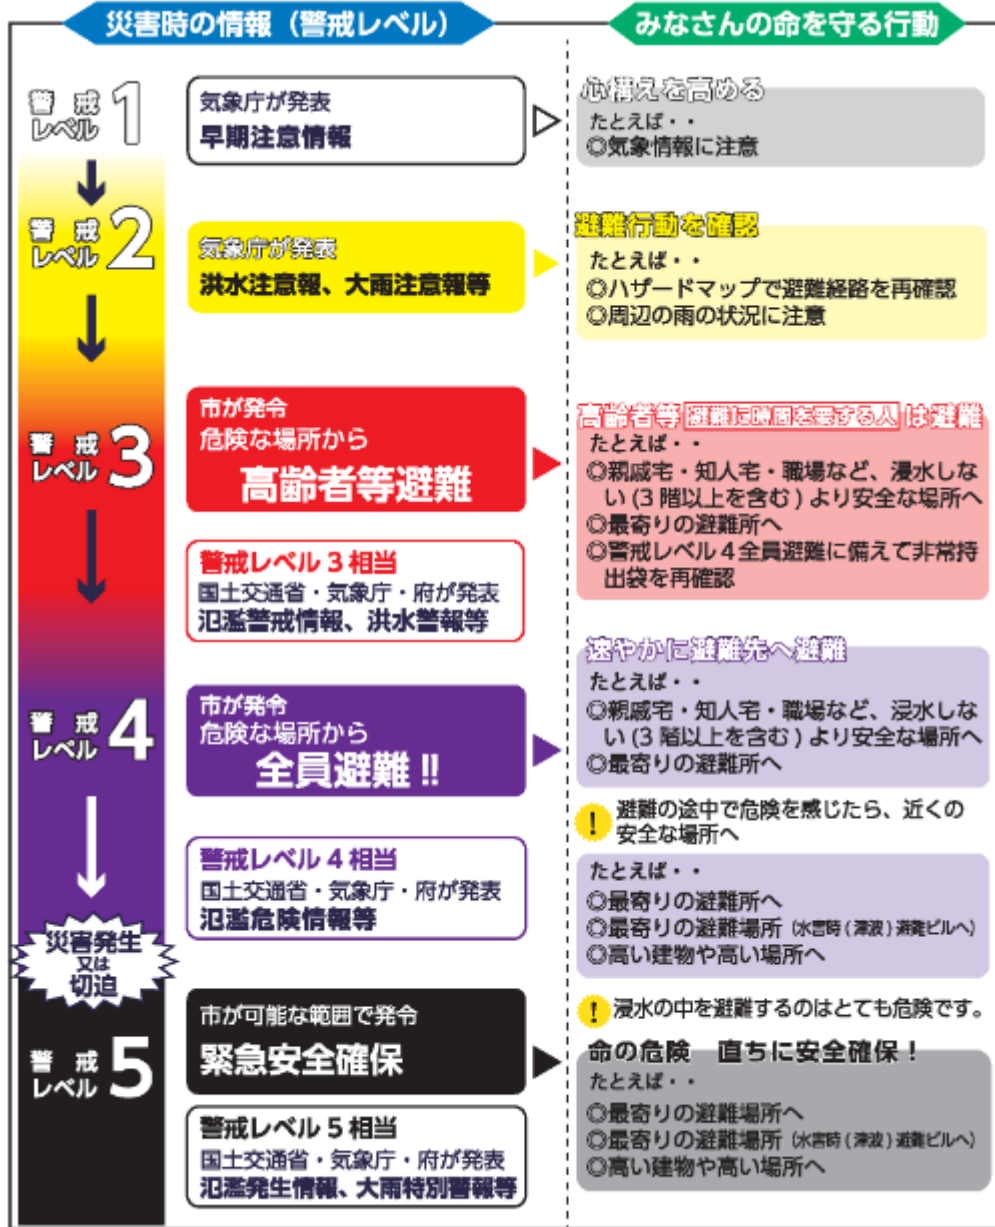 災害時の情報（警戒レベル）
みなさんの命を守る行動
警戒
レベル 1
気象庁が発表
早期注意情報
心構えを高める
たとえば・・
◎気象情報に注意
警戒
レベル 2
気象庁が発表
洪水注意報、大雨注意報等
避難行動を確認
たとえば・・
◎ハザードマップで避難経路を再確認
◎周辺の雨の状況に注意
警戒
レベル 3
市が発令
危険な場所から
高齢者等避難
警戒レベル 3 相当
国土交通省・気象庁・府が発表
氾濫警戒情報、洪水警報等
高齢者等 避難に時間を要する人 は避難
たとえば・・
◎親戚宅・知人宅・職場など、浸水しな
い (3 階以上を含む) より安全な場所へ
◎最寄りの避難所へ
◎警戒レベル 4 全員避難に備えて非常持
出袋を再確認
警戒
レベル 4
市が発令
危険な場所から
全員避難 !!
警戒レベル 4 相当
国土交通省・気象庁・府が発表
氾濫危険情報等
速やかに避難先へ避難
たとえば・・
◎親戚宅・知人宅・職場など、浸水しな
い (3 階以上を含む) より安全な場所へ
◎最寄りの避難所へ
! 避難の途中で危険を感じたら、近くの
安全な場所へ
たとえば・・
◎最寄りの避難所へ
◎最寄りの避難場所 (水害時 (津波) 避難ビルへ)
◎高い建物や高い場所へ
災害発生
又は
切迫
! 浸水の中を避難するのはとても危険です。
警戒
レベル 5
市が可能な範囲で発令
緊急安全確保
警戒レベル 5 相当
国土交通省・気象庁・府が発表
氾濫発生情報、大雨特別警報等
命の危険　直ちに安全確保！
たとえば・・
◎最寄りの避難場所へ
◎最寄りの避難場所 (水害時 (津波) 避難ビルへ)
◎高い建物や高い場所へ